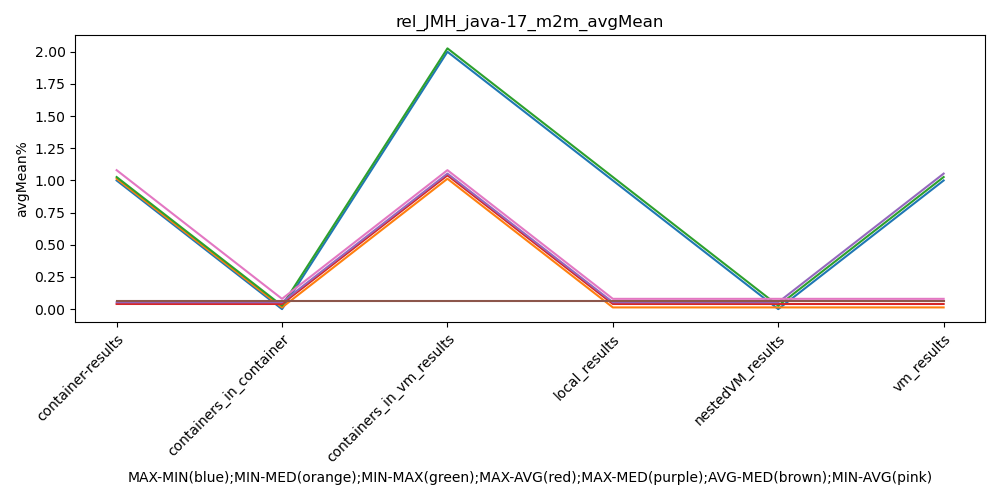 rel_JMH_java-17_m2m_avgMean
avgMean%
2.00
1.75
1.50
1.25
1.00
0.75
0.50
0.25
0.00
container-results
containers_in_container
containers_in_vm_results
local_results
nestedVM_results
vm_results
MAX-MIN(blue);MIN-MED(orange);MIN-MAX(green);MAX-AVG(red);MAX-MED(purple);AVG-MED(brown);MIN-AVG(pink)